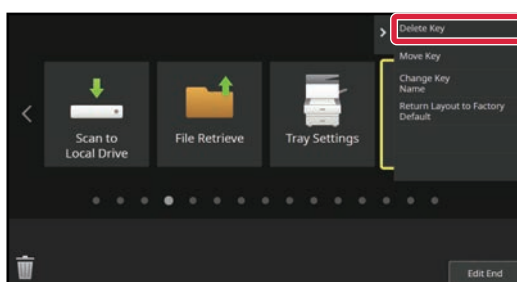 Delete Key
Move Key
Change Key
Name
Return Layout to Factory
Default
Scan to
Local Drive
File Retrieve
Tray Settings
Edit End